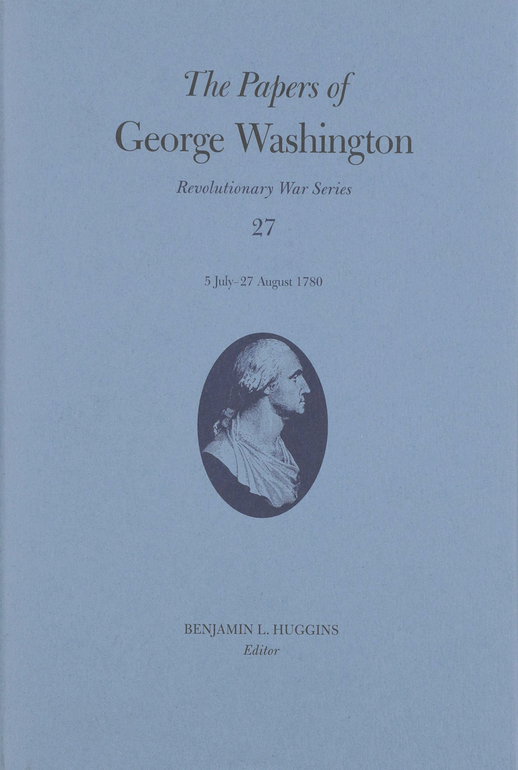 The Papers of
George Washington
Revolutionary War Series
27
5 July–27 August 1780
BENJAMIN L. HUGGINS
Editor